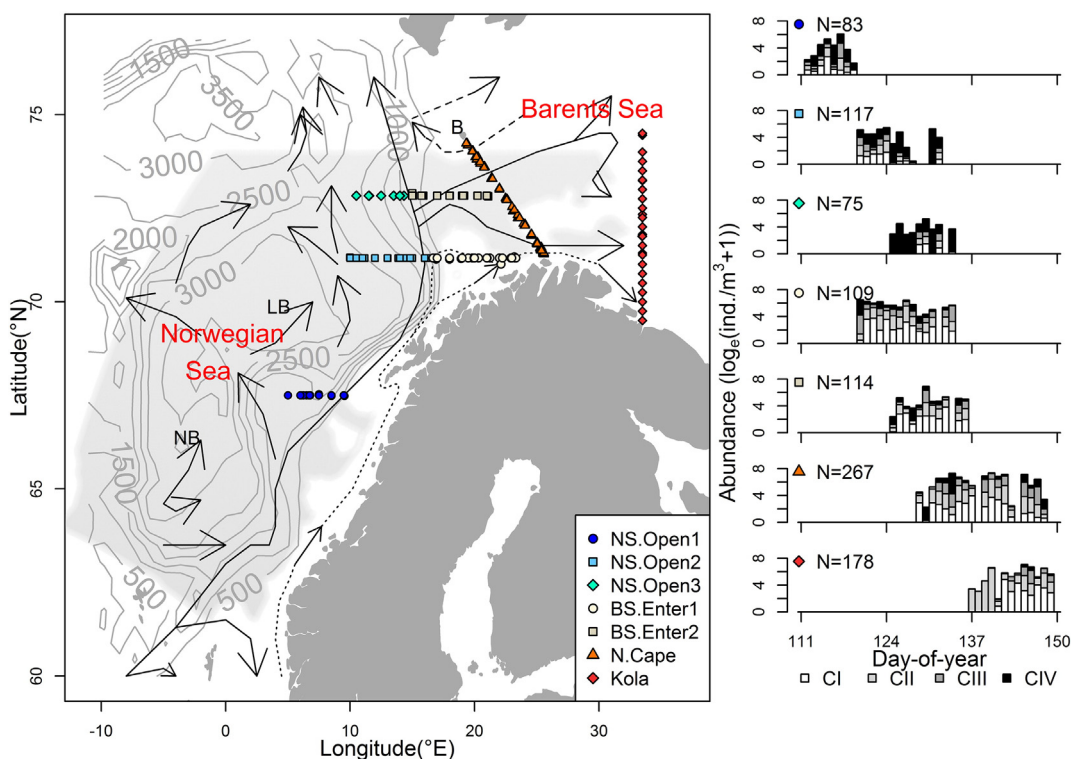 1500
3500
75
1000
B
Barents Sea
3000
2500
2000
3000
70
LB
Norwegian
Sea
2500
NB
1500
65
500
500
60
Latitude(°N)
-10
0
10
20
30
Longitude(°E)
NS.Open1
NS.Open2
NS.Open3
BS.Enter1
BS.Enter2
N.Cape
Kola
Abundance (logₑ(ind./m³+1))
0 4 8
N=83
0 4 8
N=117
0 4 8
N=75
0 4 8
N=109
0 4 8
N=114
0 4 8
N=267
0 4 8
N=178
111 124 137 150
Day-of-year
CI CII CIII CIV